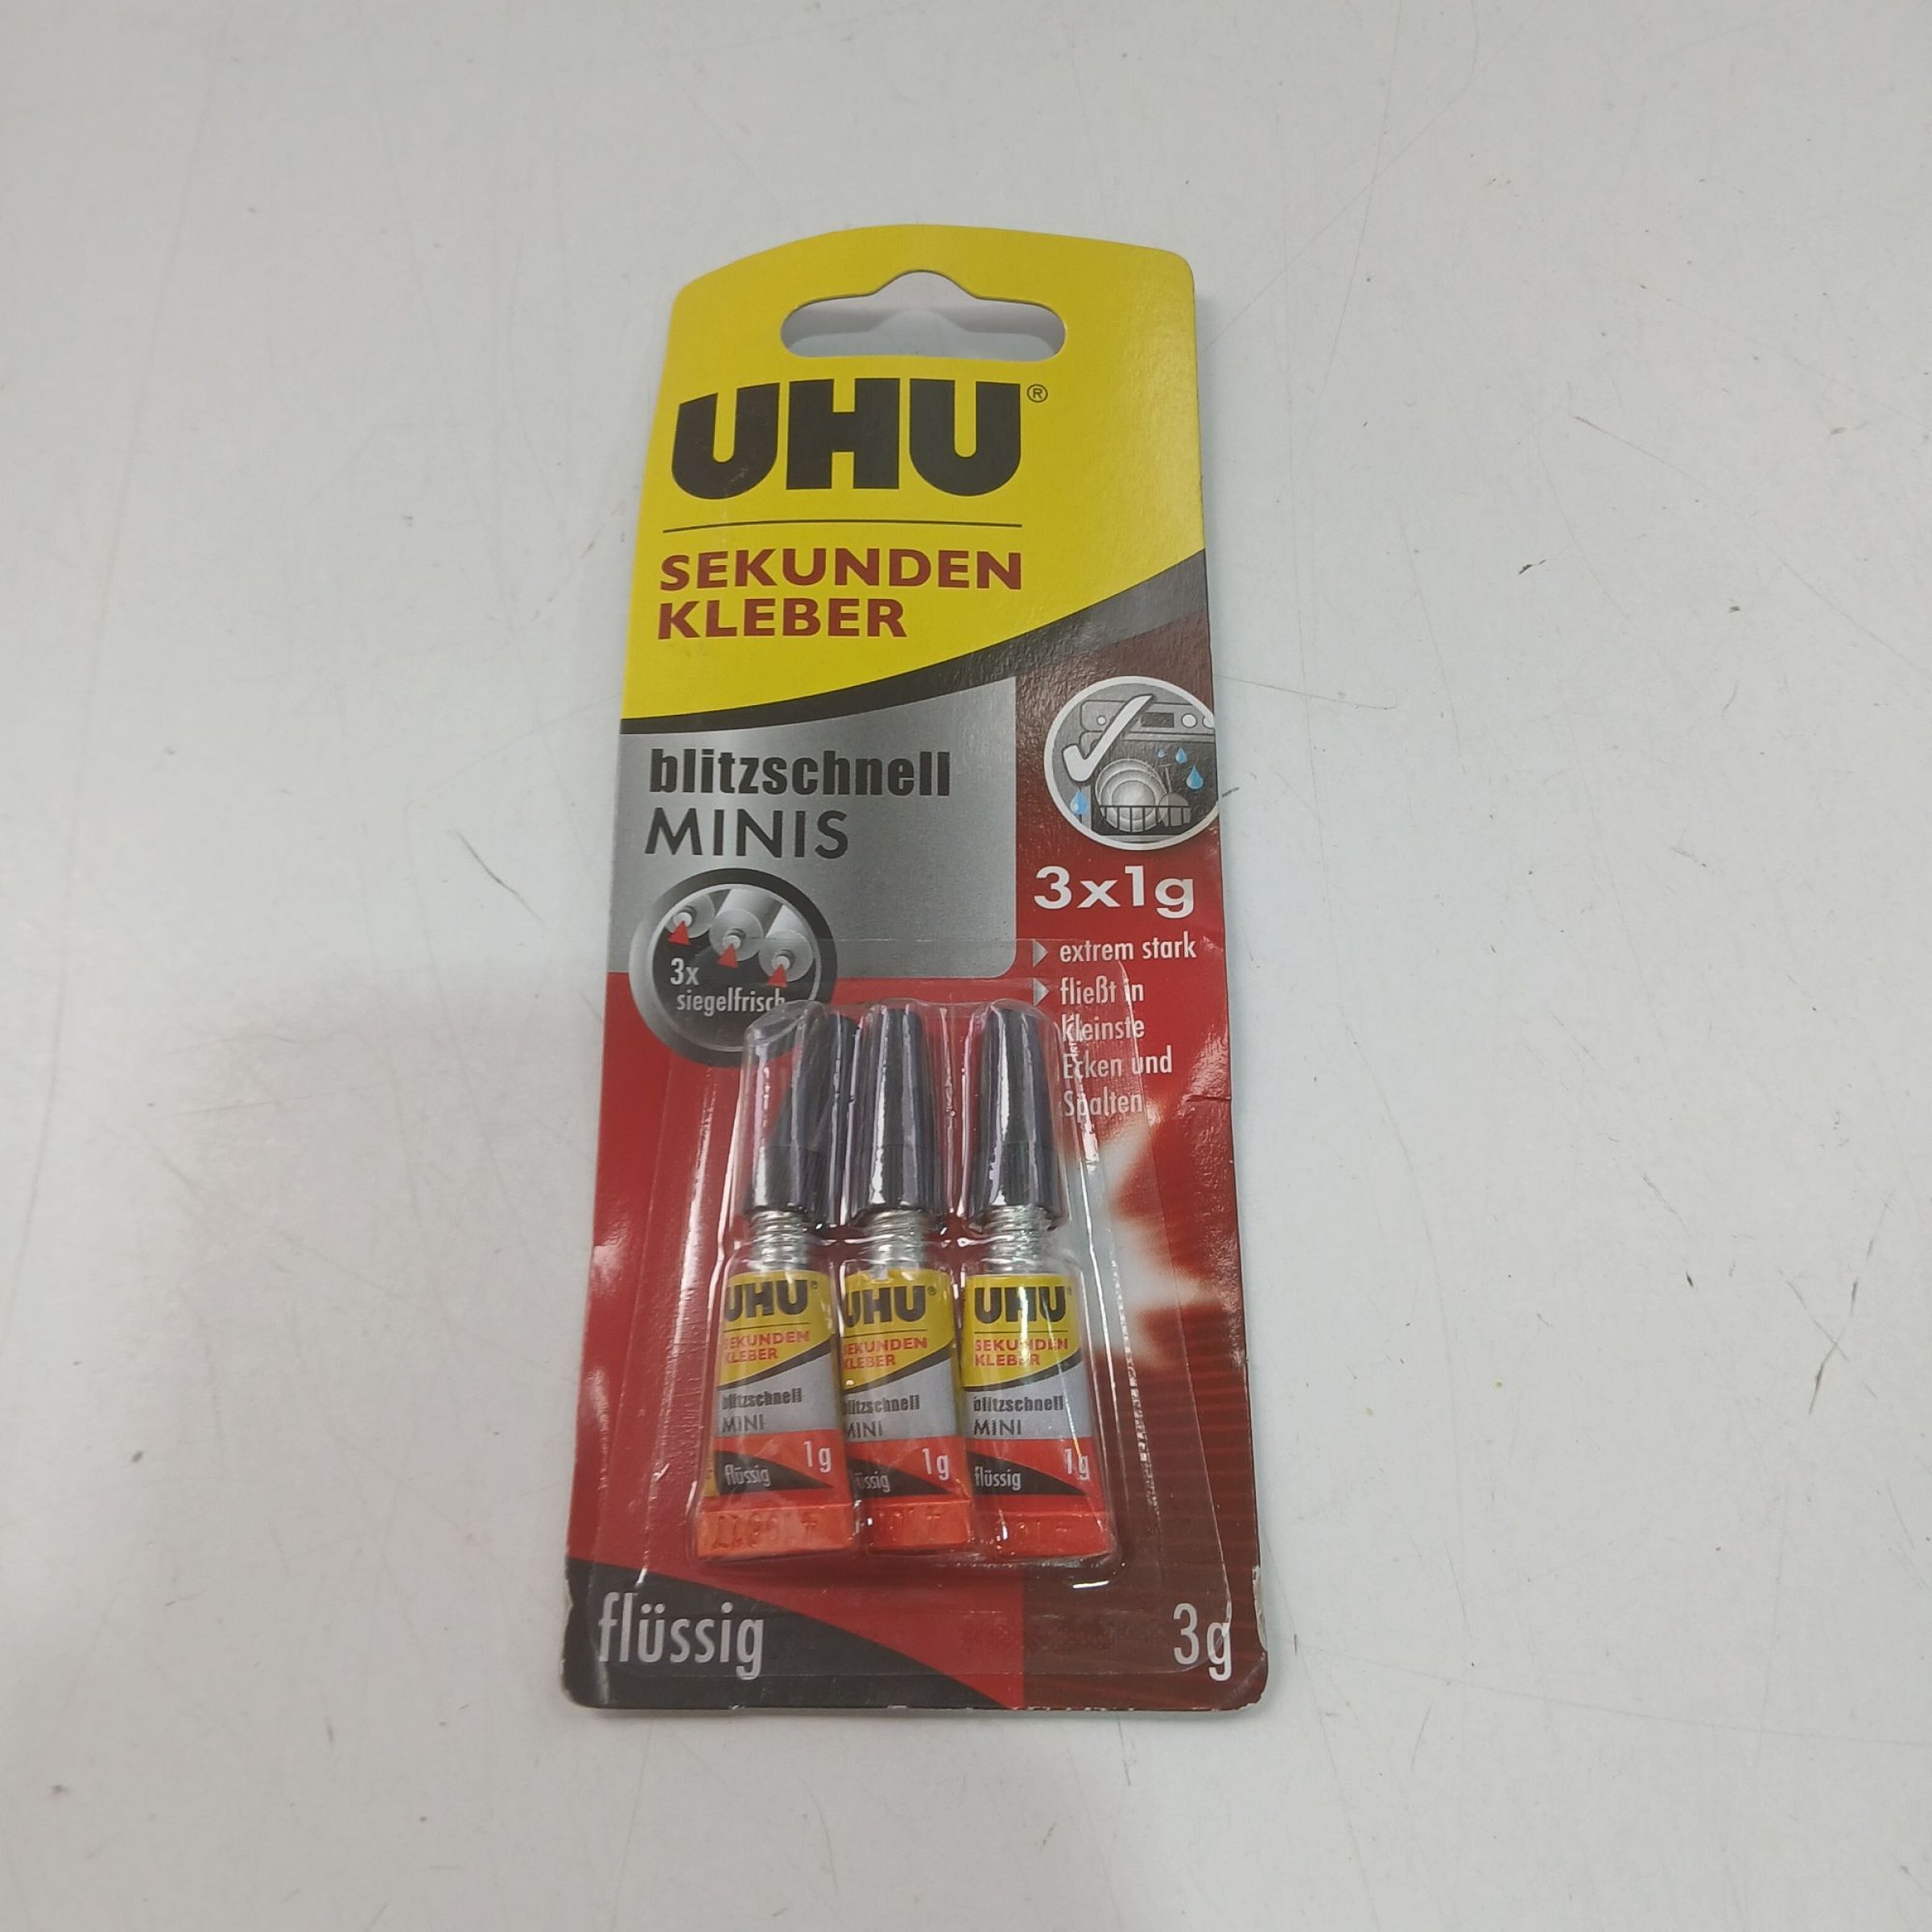 UHU®
SEKUNDEN
KLEBER
blitzschnell
MINIS
3x
siegelfrisch
3x1g
extrem stark
fließt in
kleinste
Ecken und
Spalten
UHU®
SEKUNDEN
KLEBER
blitzschnell
MINI
1g
flüssig
UHU®
SEKUNDEN
KLEBER
blitzschnell
MINI
1g
flüssig
UHU®
SEKUNDEN
KLEBER
blitzschnell
MINI
1g
flüssig
flüssig
3g